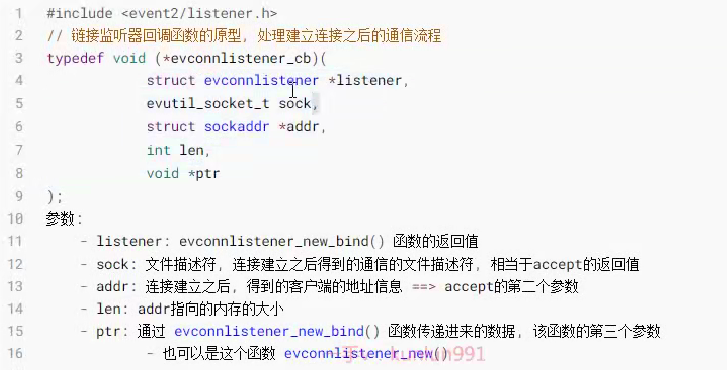 1 #include <event2/listener.h>
2 // 链接监听器回调函数的原型, 处理建立连接之后的通信流程
3 typedef void (*evconnlistener_cb)(
4 struct evconnlistener *listener,
5 evutil_socket_t sock,
6 struct sockaddr *addr,
7 int len,
8 void *ptr
9 );
10 参数:
11 - listener: evconnlistener_new_bind() 函数的返回值
12 - sock: 文件描述符, 连接建立之后得到的通信的文件描述符, 相当于accept的返回值
13 - addr: 连接建立之后, 得到的客户端的地址信息 ==> accept的第二个参数
14 - len: addr指向的内存的大小
15 - ptr: 通过 evconnlistener_new_bind() 函数传递进来的数据, 该函数的第三个参数
16 - 也可以是这个函数 evconnlistener_new()